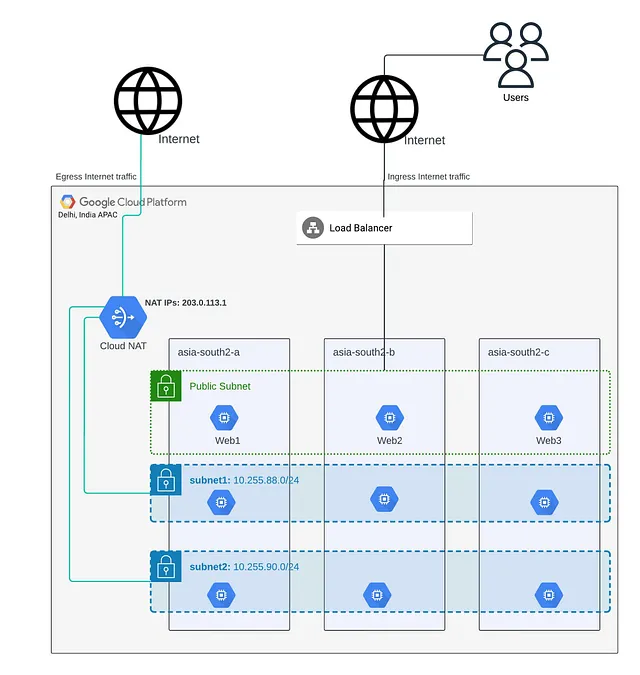 Users
Internet
Internet
Egress Internet traffic
Ingress Internet traffic
Google Cloud Platform
Delhi, India APAC
Load Balancer
NAT IPs: 203.0.113.1
Cloud NAT
asia-south2-a
asia-south2-b
asia-south2-c
Public Subnet
Web1
Web2
Web3
subnet1: 10.255.88.0/24
subnet2: 10.255.90.0/24